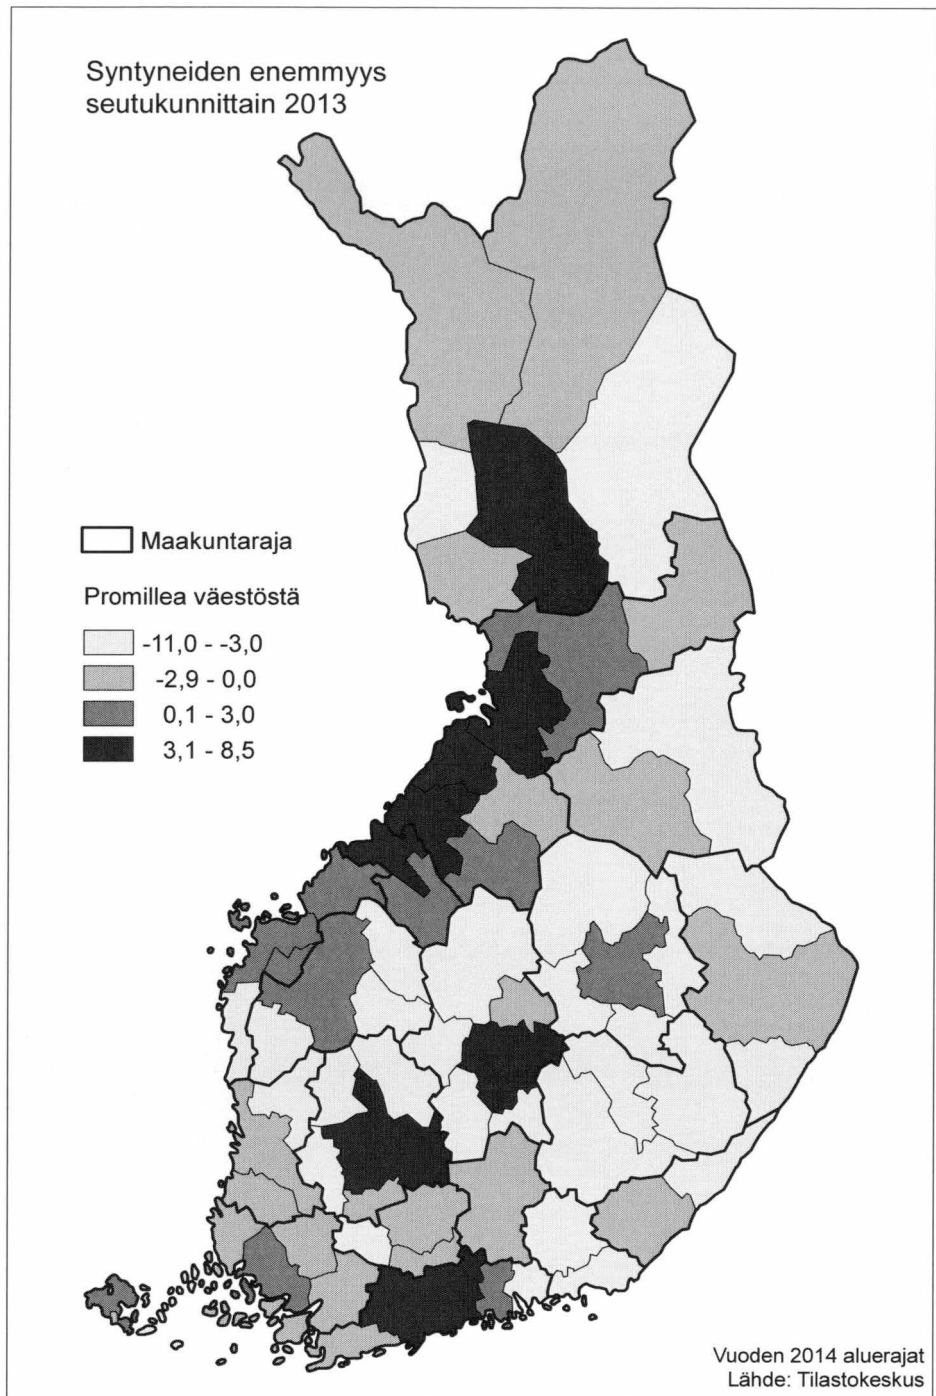 Syntyneiden enemmyys
seutukunnittain 2013
Maakuntaraja
Promillea väestöstä
-11,0 - -3,0
-2,9 - 0,0
0,1 - 3,0
3,1 - 8,5
Vuoden 2014 aluerajat
Lähde: Tilastokeskus